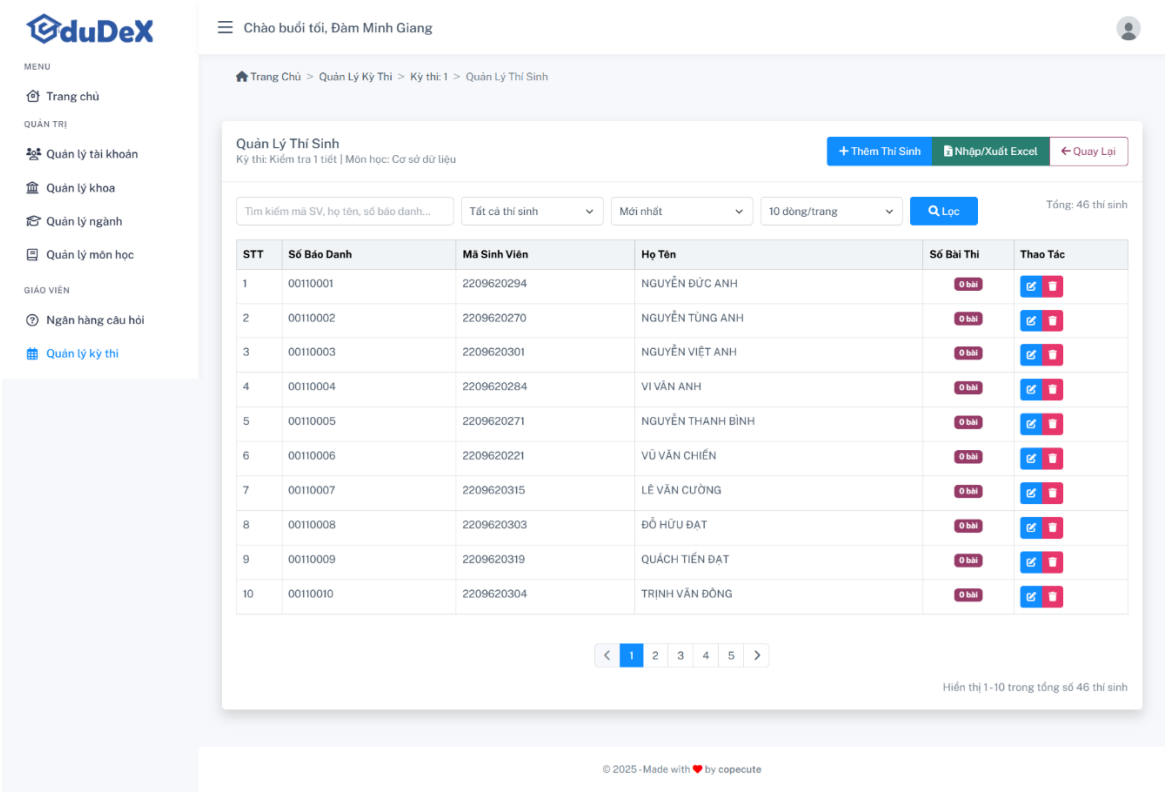 EduDeX
Chào buổi tối, Đàm Minh Giang
MENU
Trang chủ
QUẢN TRỊ
Quản lý tài khoản
Quản lý khoa
Quản lý ngành
Quản lý môn học
GIÁO VIÊN
Ngân hàng câu hỏi
Quản lý kỳ thi
Trang Chủ > Quản Lý Kỳ Thi > Kỳ thi: 1 > Quản Lý Thí Sinh
Quản Lý Thí Sinh
Kỳ thi: Kiểm tra 1 tiết | Môn học: Cơ sở dữ liệu
+ Thêm Thí Sinh Nhập/Xuất Excel Quay Lại
Tìm kiếm mã SV, họ tên, số báo danh... Tất cả thí sinh Mới nhất 10 dòng/trang Lọc Tổng: 46 thí sinh
STT Số Báo Danh Mã Sinh Viên Họ Tên Số Bài Thi Thao Tác
1 00110001 2209620294 NGUYỄN ĐỨC ANH 0 bài
2 00110002 2209620270 NGUYỄN TÙNG ANH 0 bài
3 00110003 2209620301 NGUYỄN VIỆT ANH 0 bài
4 00110004 2209620284 VI VÂN ANH 0 bài
5 00110005 2209620271 NGUYỄN THANH BÌNH 0 bài
6 00110006 2209620221 VŨ VĂN CHIẾN 0 bài
7 00110007 2209620315 LÊ VĂN CƯỜNG 0 bài
8 00110008 2209620303 ĐỖ HỮU ĐẠT 0 bài
9 00110009 2209620319 QUÁCH TIẾN ĐẠT 0 bài
10 00110010 2209620304 TRỊNH VĂN ĐÔNG 0 bài
< 1 2 3 4 5 >
Hiển thị 1 - 10 trong tổng số 46 thí sinh
© 2025 - Made with ❤ by copecute